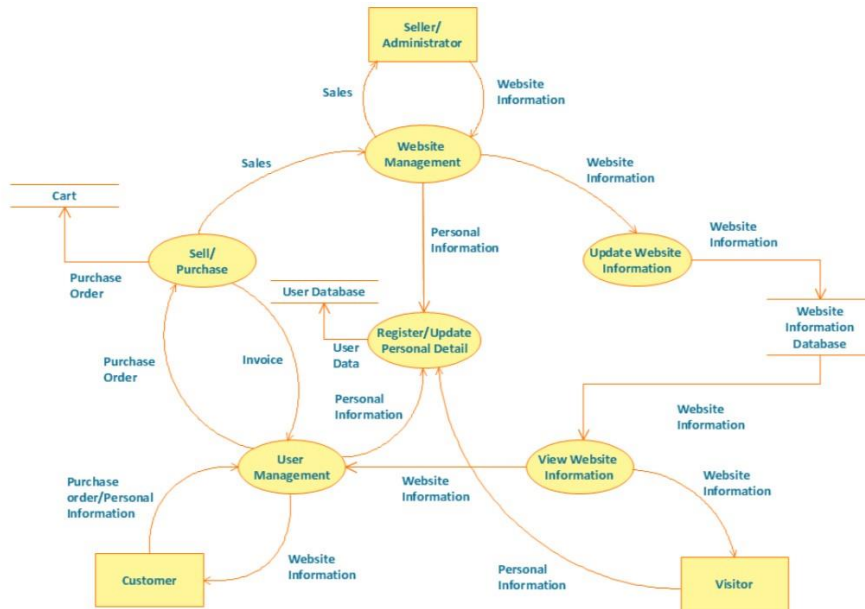 Seller/
Administrator
Sales
Website
Information
Website
Management
Sales
Website
Information
Cart
Personal
Information
Website
Information
Sell/
Purchase
Update Website
Information
Purchase
Order
User Database
Website
Information
Database
Register/Update
Personal Detail
User
Data
Purchase
Order
Invoice
Personal
Information
Website
Information
User
Management
View Website
Information
Purchase
order/Personal
Information
Website
Information
Website
Information
Website
Information
Personal
Information
Customer
Visitor